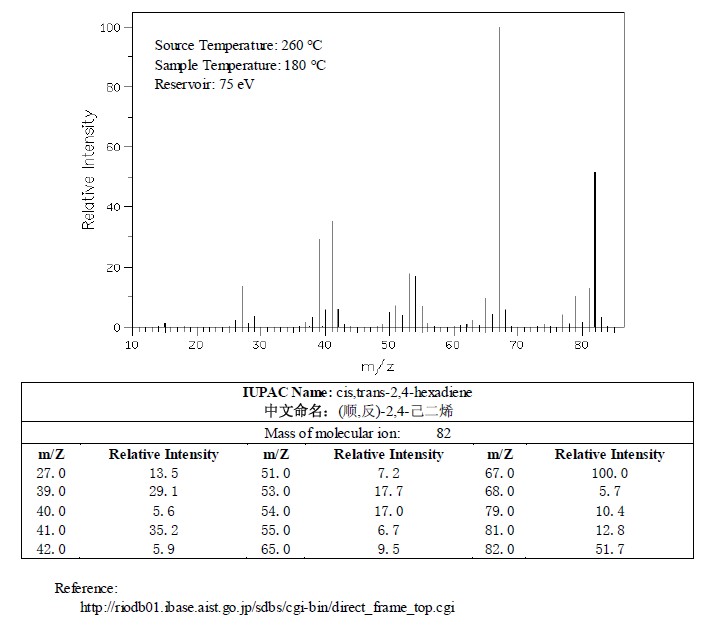 100
80
60
40
20
0
Relative Intensity
Source Temperature: 260 ℃
Sample Temperature: 180 ℃
Reservoir: 75 eV
10 20 30 40 50 60 70 80
m/z
IUPAC Name: cis,trans-2,4-hexadiene
中文命名: (顺,反)-2,4-己二烯
Mass of molecular ion: 82
m/Z Relative Intensity m/Z Relative Intensity m/Z Relative Intensity
27.0 13.5 51.0 7.2 67.0 100.0
39.0 29.1 53.0 17.7 68.0 5.7
40.0 5.6 54.0 17.0 79.0 10.4
41.0 35.2 55.0 6.7 81.0 12.8
42.0 5.9 65.0 9.5 82.0 51.7
Reference:
http://riodb01.ibase.aist.go.jp/sdbs/cgi-bin/direct_frame_top.cgi